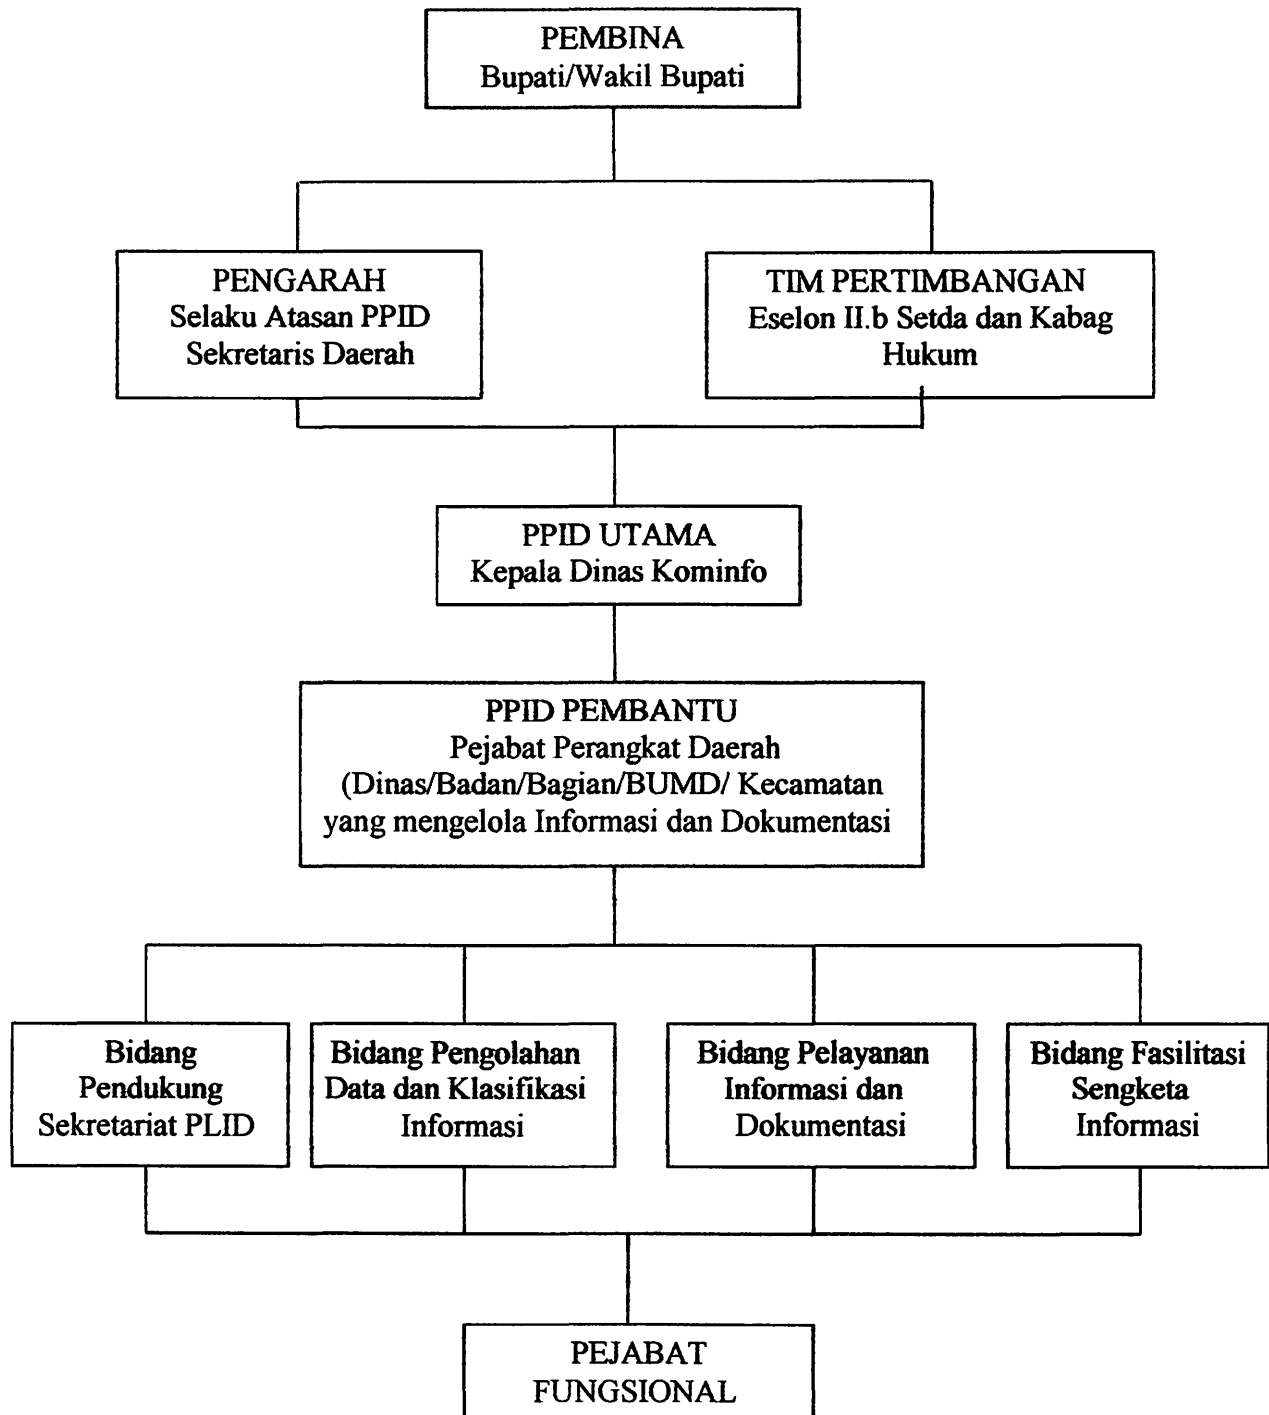 PEMBINA
Bupati/Wakil Bupati
PENGARAH
Selaku Atasan PPID
Sekretaris Daerah
TIM PERTIMBANGAN
Eselon II.b Setda dan Kabag
Hukum
PPID UTAMA
Kepala Dinas Kominfo
PPID PEMBANTU
Pejabat Perangkat Daerah
(Dinas/Badan/Bagian/BUMD/ Kecamatan
yang mengelola Informasi dan Dokumentasi
Bidang
Pendukung
Sekretariat PLID
Bidang Pengolahan
Data dan Klasifikasi
Informasi
Bidang Pelayanan
Informasi dan
Dokumentasi
Bidang Fasilitasi
Sengketa
Informasi
PEJABAT
FUNGSIONAL